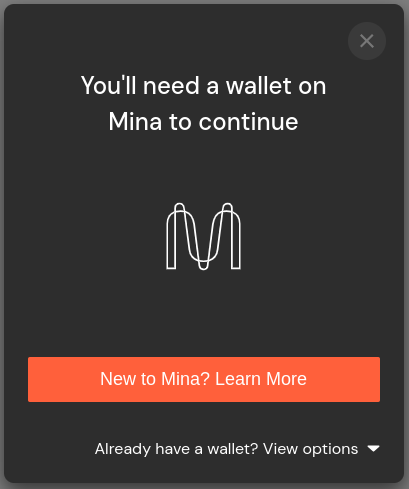 You'll need a wallet on
Mina to continue
New to Mina? Learn More
Already have a wallet? View options